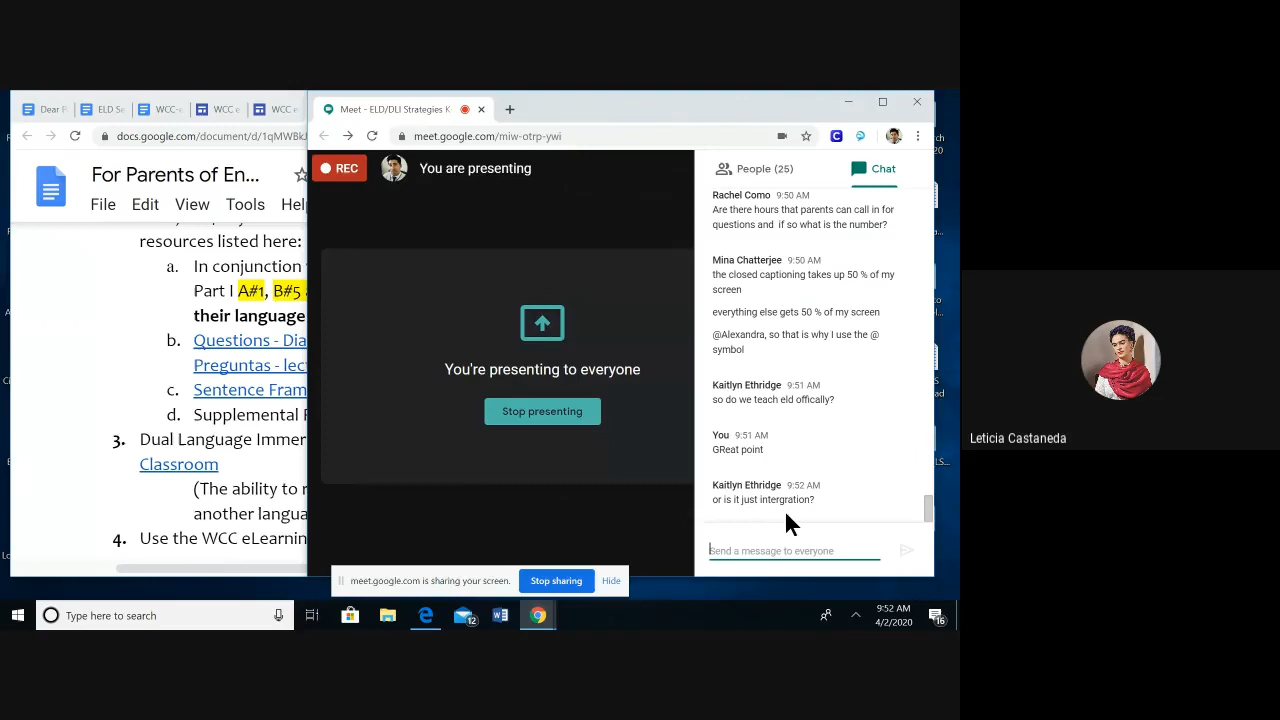 Dear
ELD Se
WCC-e
WCC e
WCC e
Meet - ELD/DLI Strategies K
docs.google.com/document/d/1qMWBkJ
meet.google.com/miw-otrp-ywi
For Parents of En...
File Edit View Tools Help
resources listed here:
a. In conjunction
Part I A#1, B#5
their language
b. Questions - Dia
Preguntas - lec
c. Sentence Fram
d. Supplemental
3. Dual Language Immer
Classroom
(The ability to r
another langua
4. Use the WCC eLearnin
REC
You are presenting
You're presenting to everyone
Stop presenting
People (25)
Chat
Rachel Como 9:50 AM
Are there hours that parents can call in for
questions and if so what is the number?
Mina Chatterjee 9:50 AM
the closed captioning takes up 50 % of my
screen
everything else gets 50 % of my screen
@Alexandra, so that is why I use the @
symbol
Kaitlyn Ethridge 9:51 AM
so do we teach eld offically?
You 9:51 AM
GReat point
Kaitlyn Ethridge 9:52 AM
or is it just intergration?
Send a message to everyone
meet.google.com is sharing your screen.
Stop sharing
Hide
Type here to search
12
9:52 AM
4/2/2020
16
Leticia Castaneda